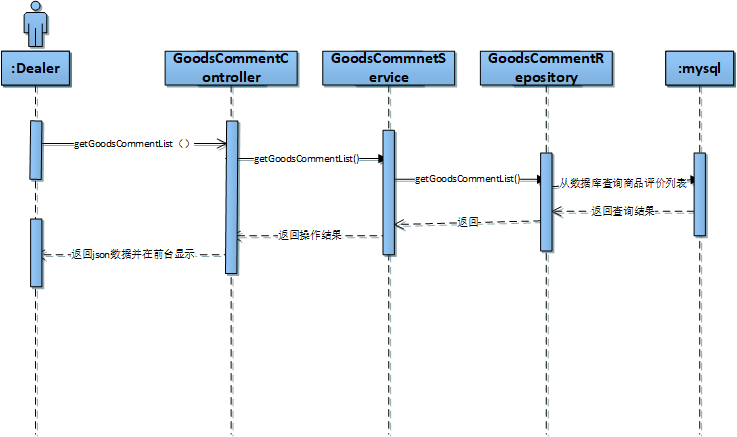 :Dealer
GoodsCommentC
ontroller
GoodsCommnetS
ervice
GoodsCommentR
epository
:mysql
getGoodsCommentList（）
getGoodsCommentList()
getGoodsCommentList()
从数据库查询商品评价列表
返回查询结果
返回
返回操作结果
返回json数据并在前台显示